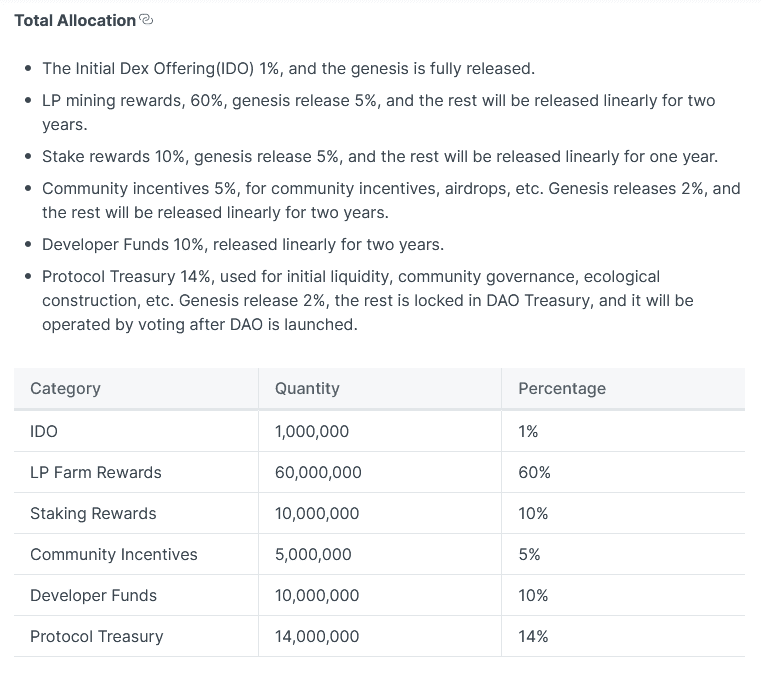 Total Allocation
• The Initial Dex Offering(IDO) 1%, and the genesis is fully released.
• LP mining rewards, 60%, genesis release 5%, and the rest will be released linearly for two
years.
• Stake rewards 10%, genesis release 5%, and the rest will be released linearly for one year.
• Community incentives 5%, for community incentives, airdrops, etc. Genesis releases 2%, and
the rest will be released linearly for two years.
• Developer Funds 10%, released linearly for two years.
• Protocol Treasury 14%, used for initial liquidity, community governance, ecological
construction, etc. Genesis release 2%, the rest is locked in DAO Treasury, and it will be
operated by voting after DAO is launched.
Category Quantity Percentage
IDO 1,000,000 1%
LP Farm Rewards 60,000,000 60%
Staking Rewards 10,000,000 10%
Community Incentives 5,000,000 5%
Developer Funds 10,000,000 10%
Protocol Treasury 14,000,000 14%